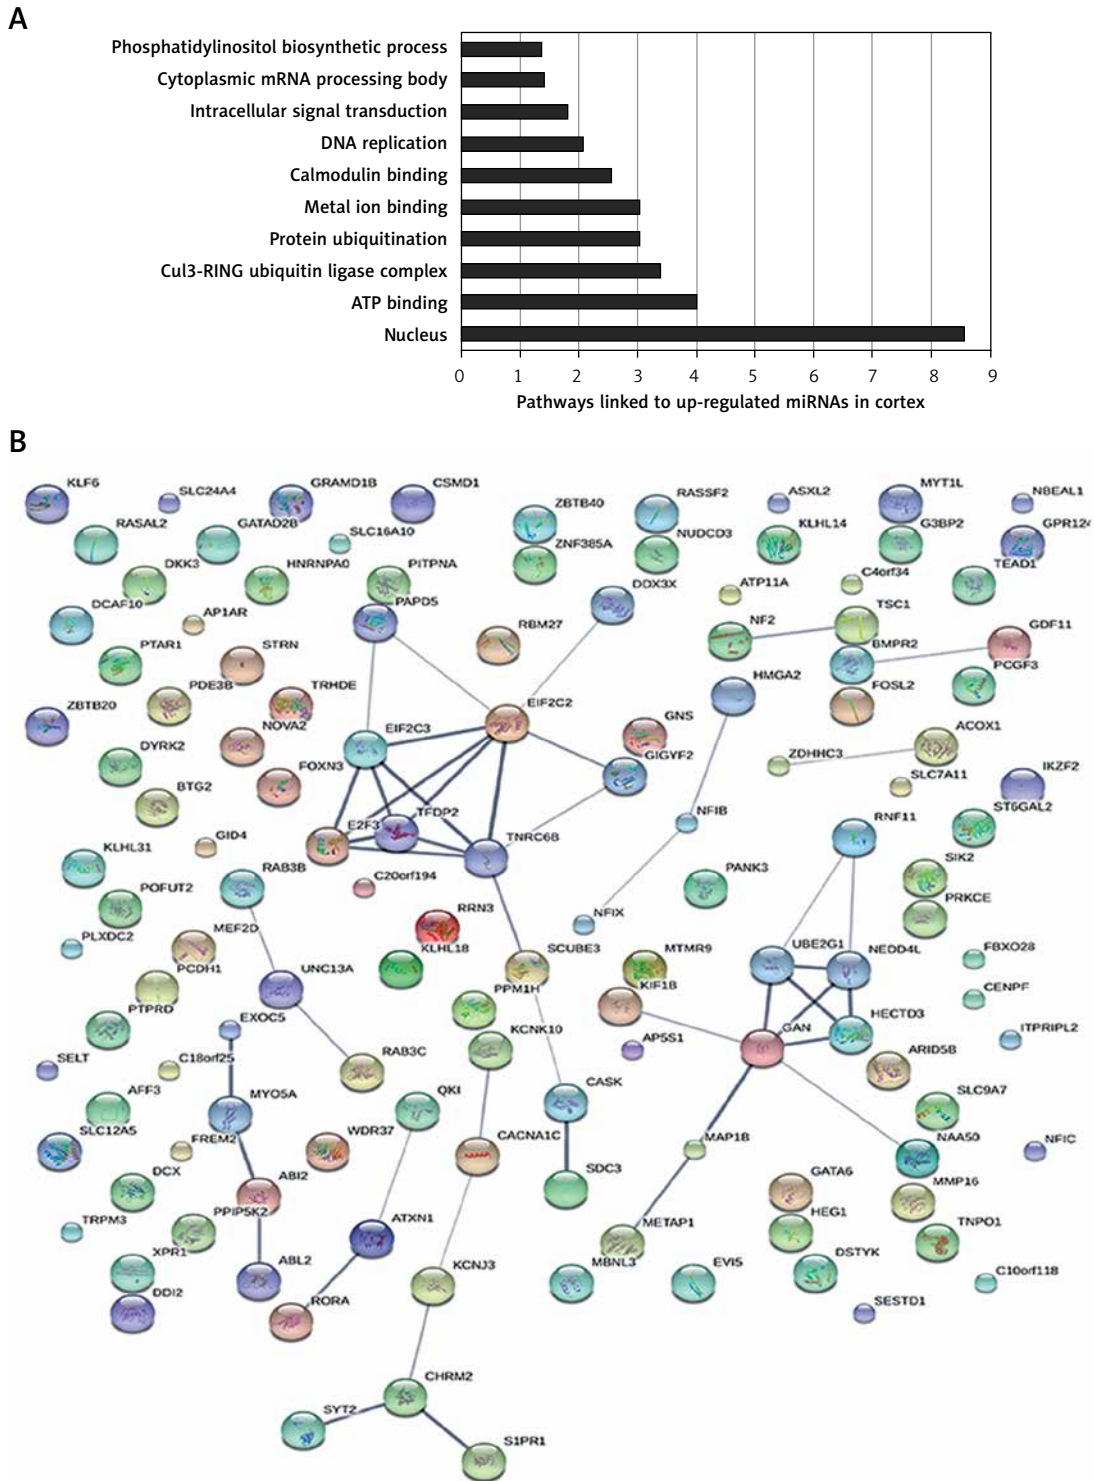 A
Phosphatidylinositol biosynthetic process
Cytoplasmic mRNA processing body
Intracellular signal transduction
DNA replication
Calmodulin binding
Metal ion binding
Protein ubiquitination
Cul3-RING ubiquitin ligase complex
ATP binding
Nucleus
0 1 2 3 4 5 6 7 8 9
Pathways linked to up-regulated miRNAs in cortex
B
KLF6
SLC24A4
GRAMD1B
CSMD1
ZBTB40
RASSF2
ASXL2
MYT1L
NBEAL1
RASAL2
GATAD2B
SLC16A10
ZNF385A
NUDCD3
KLHL14
G3BP2
GPR124
DKK3
HNRNPA0
PITPNA
DDX3X
ATP11A
C4orf34
TEAD1
DCAF10
AP1AR
PAPD5
RBM27
NF2
TSC1
GDF11
PTAR1
STRN
BMPR2
PCGF3
PDE3B
TRHDE
EIF2C2
HMGA2
FOSL2
ZBTB20
NOVA2
EIF2C3
GNS
ACOX1
DYRK2
FOXN3
GIGYF2
ZDHHC3
SLC7A11
IKZF2
BTG2
TFDP2
E2F3
TNRC6B
NFIB
RNF11
ST6GAL2
KLHL31
GID4
RAB3B
C20orf194
PANK3
SIK2
POFUT2
RRN3
NFIX
PRKCE
PLXDC2
MEF2D
KLHL18
SCUBE3
MTMR9
UBE2G1
NEDD4L
FBXO28
PCDH1
UNC13A
PPM1H
KIF1B
CENPF
PTPRD
EXOC5
KCNK10
AP5S1
GAN
HECTD3
ITPRIPL2
SELT
C18orf25
RAB3C
ARID5B
AFF3
MYO5A
QKI
CASK
SLC9A7
SLC12A5
FREM2
WDR37
CACNA1C
MAP1B
NAA50
NFIC
DCX
ABI2
SDC3
GATA6
MMP16
TRPM3
PPIP5K2
ATXN1
METAP1
HEG1
TNPO1
XPR1
ABL2
KCNJ3
MBNL3
EVI5
DSTYK
C10orf118
DDI2
RORA
SESTD1
CHRM2
SYT2
S1PR1